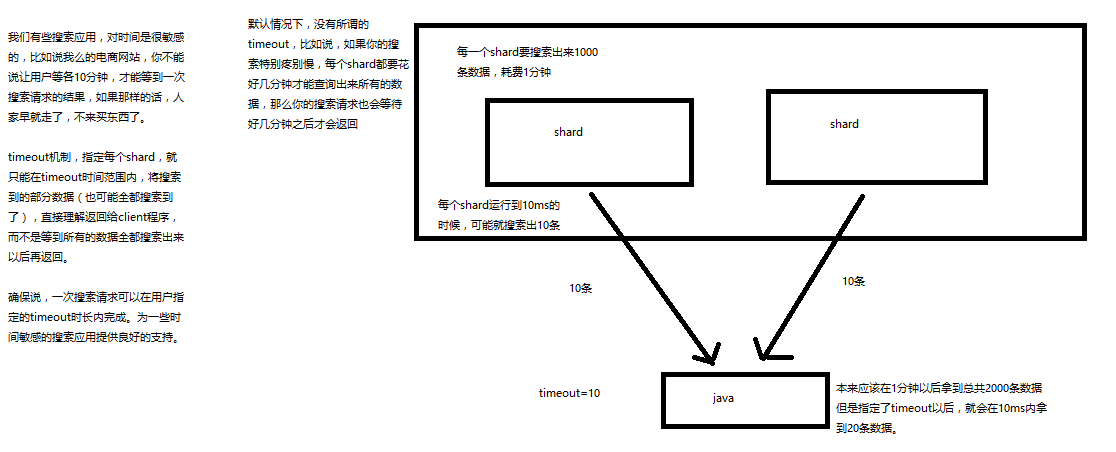 我们有些搜索应用，对时间是很敏感
的，比如说我么的电商网站，你不能
说让用户等各10分钟，才能等到一次
搜索请求的结果，如果那样的话，人
家早就走了，不来买东西了。
timeout机制，指定每个shard，就
只能在timeout时间范围内，将搜索
到的部分数据（也可能全都搜索到
了），直接理解返回给client程序，
而不是等到所有的数据全都搜索出来
以后再返回。
确保说，一次搜索请求可以在用户指
定的timeout时长内完成。为一些时
间敏感的搜索应用提供良好的支持。
默认情况下，没有所谓的
timeout，比如说，如果你的搜
索特别疼别慢，每个shard都要花
好几分钟才能查询出来所有的数
据，那么你的搜索请求也会等待
好几分钟之后才会返回
每一个shard要搜索出来1000
条数据，耗费1分钟
shard
shard
每个shard运行到10ms的
时候，可能就搜索出10条
10条
10条
timeout=10
java
本来应该在1分钟以后拿到总共2000条数据
但是指定了timeout以后，就会在10ms内拿
到20条数据。